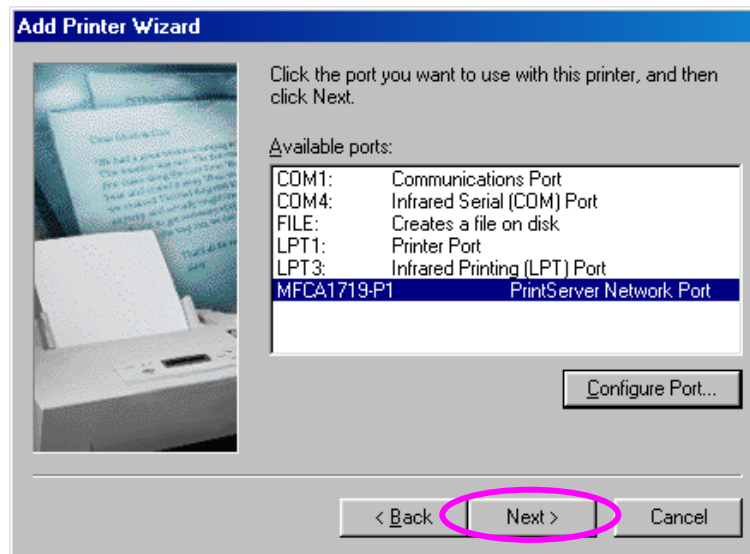 Add Printer Wizard
Click the port you want to use with this printer, and then
click Next.
Available ports:
COM1: Communications Port
COM4: Infrared Serial (COM) Port
FILE: Creates a file on disk
LPT1: Printer Port
LPT3: Infrared Printing (LPT) Port
MFCA1719-P1 PrintServer Network Port
Configure Port...
< Back Next > Cancel